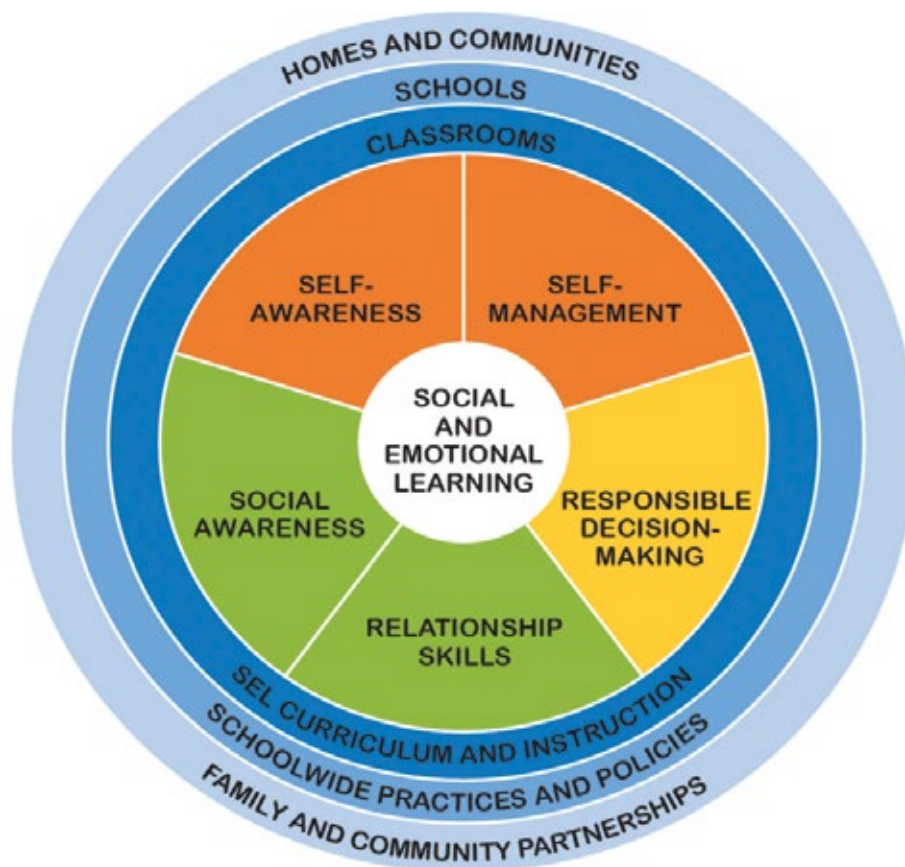 HOMES AND COMMUNITIES
SCHOOLS
CLASSROOMS
SELF-
AWARENESS
SELF-
MANAGEMENT
SOCIAL
AND
EMOTIONAL
LEARNING
SOCIAL
AWARENESS
RESPONSIBLE
DECISION-
MAKING
RELATIONSHIP
SKILLS
SEL CURRICULUM AND INSTRUCTION
SCHOOLWIDE PRACTICES AND POLICIES
FAMILY AND COMMUNITY PARTNERSHIPS